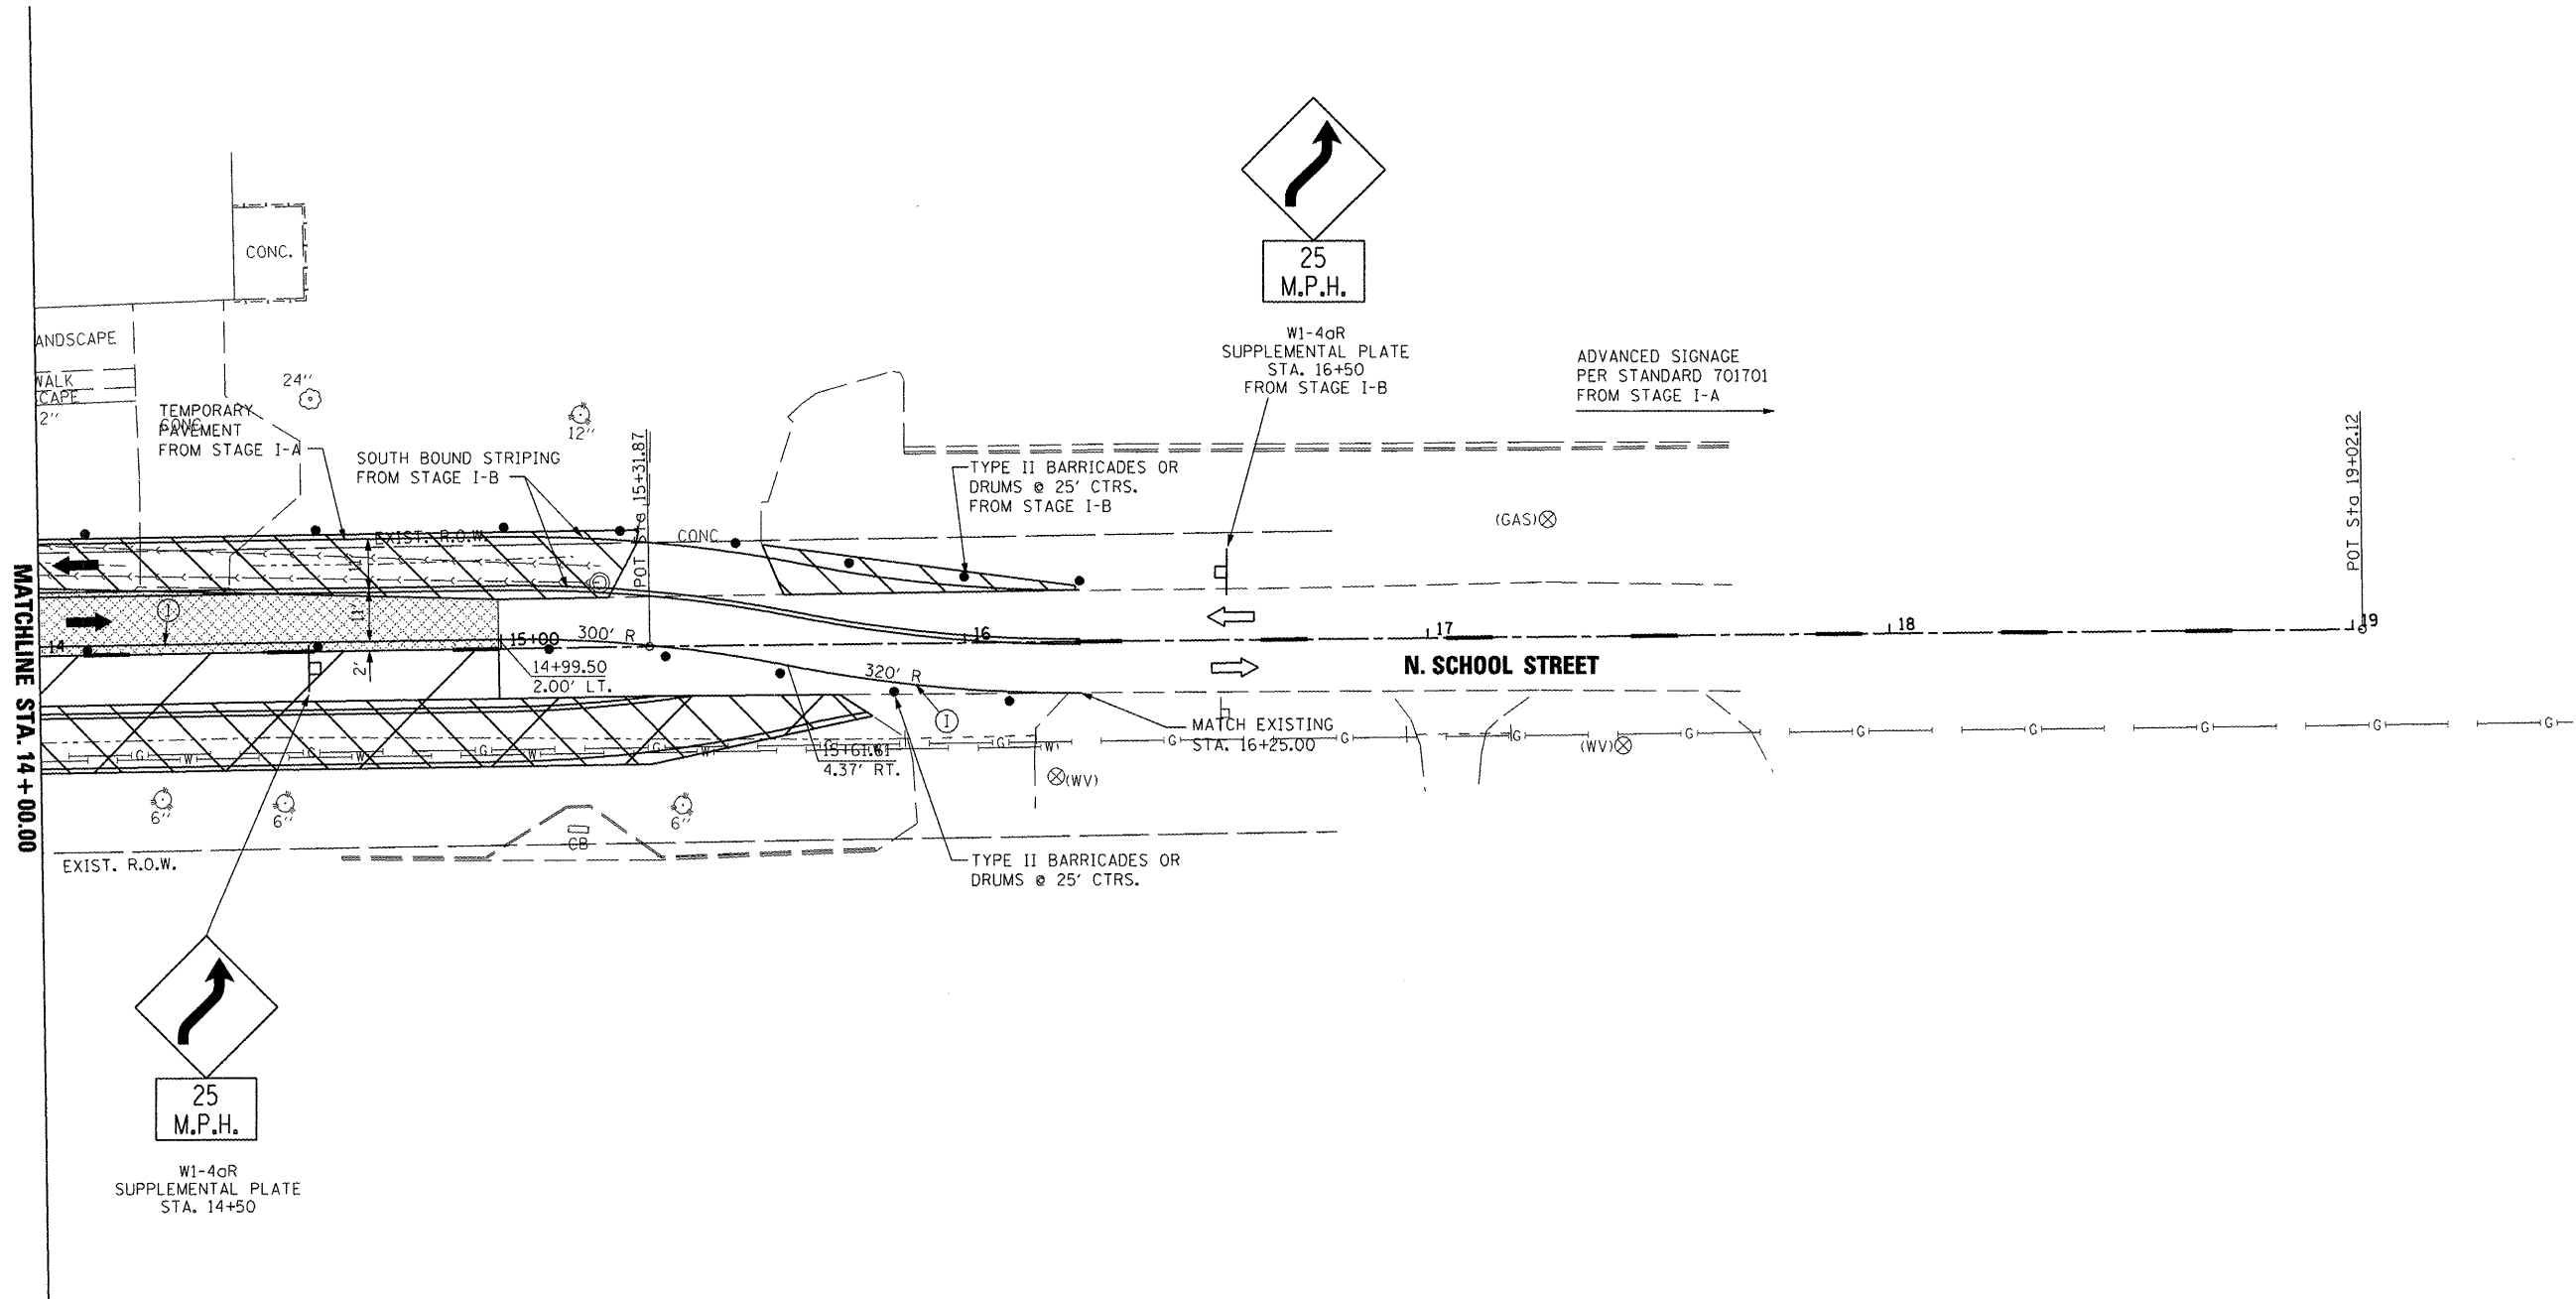 25
M.P.H.
W1-4aR
SUPPLEMENTAL PLATE
STA. 16+50
FROM STAGE I-B
ADVANCED SIGNAGE
PER STANDARD 701701
FROM STAGE I-A
CONC.
ANDSCAPE
WALK
CAPE
2''
24''
12''
TEMPORARY
CONC.
PAVEMENT
FROM STAGE I-A
SOUTH BOUND STRIPING
FROM STAGE I-B
POT Sta 15+31.87
TYPE II BARRICADES OR
DRUMS @ 25' CTRS.
FROM STAGE I-B
(GAS)
POT Sta 19+02.12
EXIST. R.O.W.
CONC
MATCHLINE STA. 14+00.00
I
11'
2'
14
15+00
16
17
18
19
300' R
14+99.50
2.00' LT.
320' R
I
N. SCHOOL STREET
15+61.61
4.37' RT.
MATCH EXISTING
STA. 16+25.00
G W G W G W G W G W G G G G G G G G G
(WV)
(WV)
6''
6''
6''
CB
EXIST. R.O.W.
TYPE II BARRICADES OR
DRUMS @ 25' CTRS.
25
M.P.H.
W1-4aR
SUPPLEMENTAL PLATE
STA. 14+50